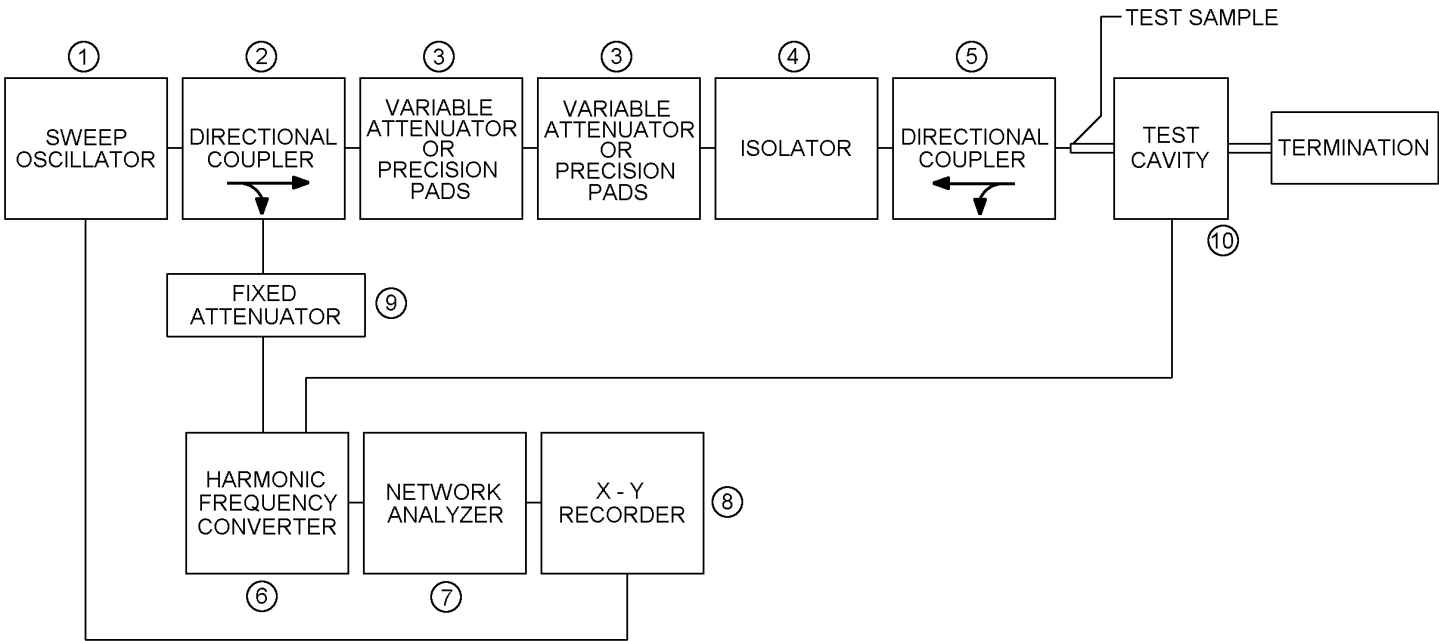 TEST SAMPLE
1
2
3
3
4
5
SWEEP
OSCILLATOR
DIRECTIONAL
COUPLER
VARIABLE
ATTENUATOR
OR
PRECISION
PADS
VARIABLE
ATTENUATOR
OR
PRECISION
PADS
ISOLATOR
DIRECTIONAL
COUPLER
TEST
CAVITY
TERMINATION
10
FIXED
ATTENUATOR
9
HARMONIC
FREQUENCY
CONVERTER
NETWORK
ANALYZER
X - Y
RECORDER
8
6
7